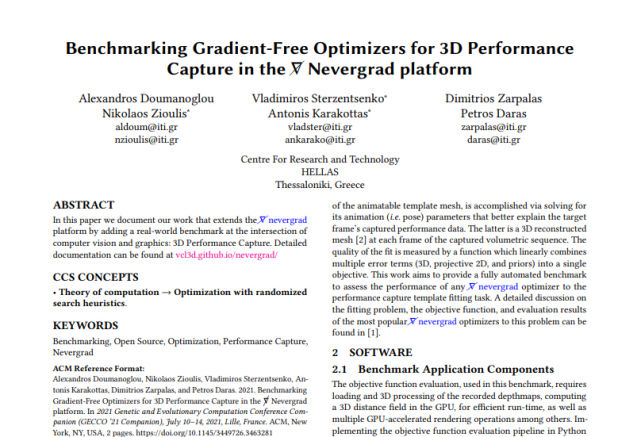 Benchmarking Gradient-Free Optimizers for 3D Performance
Capture in the Nevergrad platform
Alexandros Doumanoglou
Nikolaos Zioulis*
aldoum@iti.gr
nzioulis@iti.gr
Vladimiros Sterzentsenko*
Antonis Karakottas*
vladster@iti.gr
ankarako@iti.gr
Dimitrios Zarpalas
Petros Daras
zarpalas@iti.gr
daras@iti.gr
Centre For Research and Technology
HELLAS
Thessaloniki, Greece
ABSTRACT
In this paper we document our work that extends the nevergrad
platform by adding a real-world benchmark at the intersection of
computer vision and graphics: 3D Performance Capture. Detailed
documentation can be found at vcl3d.github.io/nevergrad/
CCS CONCEPTS
• Theory of computation → Optimization with randomized
search heuristics.
KEYWORDS
Benchmarking, Open Source, Optimization, Performance Capture,
Nevergrad
ACM Reference Format:
Alexandros Doumanoglou, Nikolaos Zioulis, Vladimiros Sterzentsenko, An-
tonis Karakottas, Dimitrios Zarpalas, and Petros Daras. 2021. Benchmarking
Gradient-Free Optimizers for 3D Performance Capture in the Nevergrad
platform. In 2021 Genetic and Evolutionary Computation Conference Com-
panion (GECCO '21 Companion), July 10–14, 2021, Lille, France. ACM, New
York, NY, USA, 2 pages. https://doi.org/10.1145/3449726.3463281
of the animatable template mesh, is accomplished via solving for
its animation (i.e. pose) parameters that better explain the target
frame's captured performance data. The latter is a 3D reconstructed
mesh [2] at each frame of the captured volumetric sequence. The
quality of the fit is measured by a function which linearly combines
multiple error terms (3D, projective 2D, and priors) into a single
objective. This work aims to provide a fully automated benchmark
to assess the performance of any nevergrad optimizer to the
performance capture template fitting task. A detailed discussion on
the fitting problem, the objective function, and evaluation results
of the most popular nevergrad optimizers to this problem can be
found in [1].
2 SOFTWARE
2.1 Benchmark Application Components
The objective function evaluation, used in this benchmark, requires
loading and 3D processing of the recorded depthmaps, computing
a 3D distance field in the GPU, for efficient run-time, as well as
multiple GPU-accelerated rendering operations among others. Im-
plementing the objective function evaluation pipeline in Python